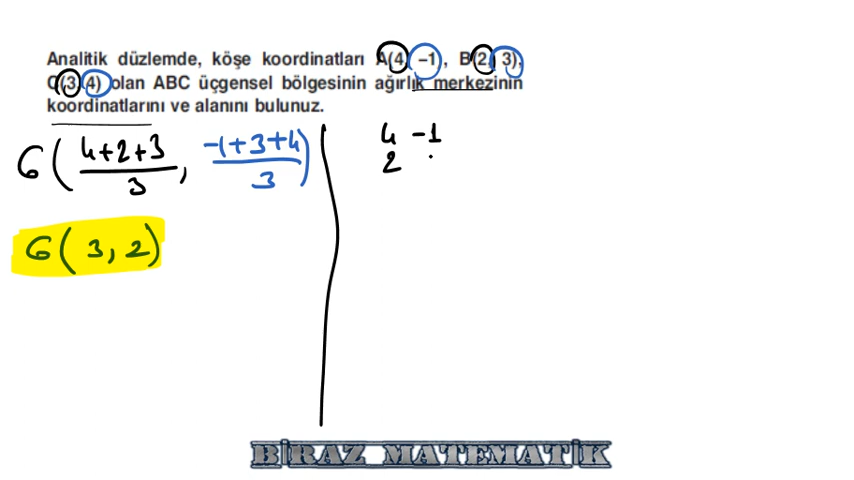 Analitik düzlemde, köşe koordinatları A(4, −1), B(2, 3),
C(3, 4) olan ABC üçgensel bölgesinin ağırlık merkezinin
koordinatlarını ve alanını bulunuz.
G( 4+2+3 / 3 , -1+3+4 / 3 )
G( 3, 2 )
4 -1
2
BİRAZ MATEMATİK